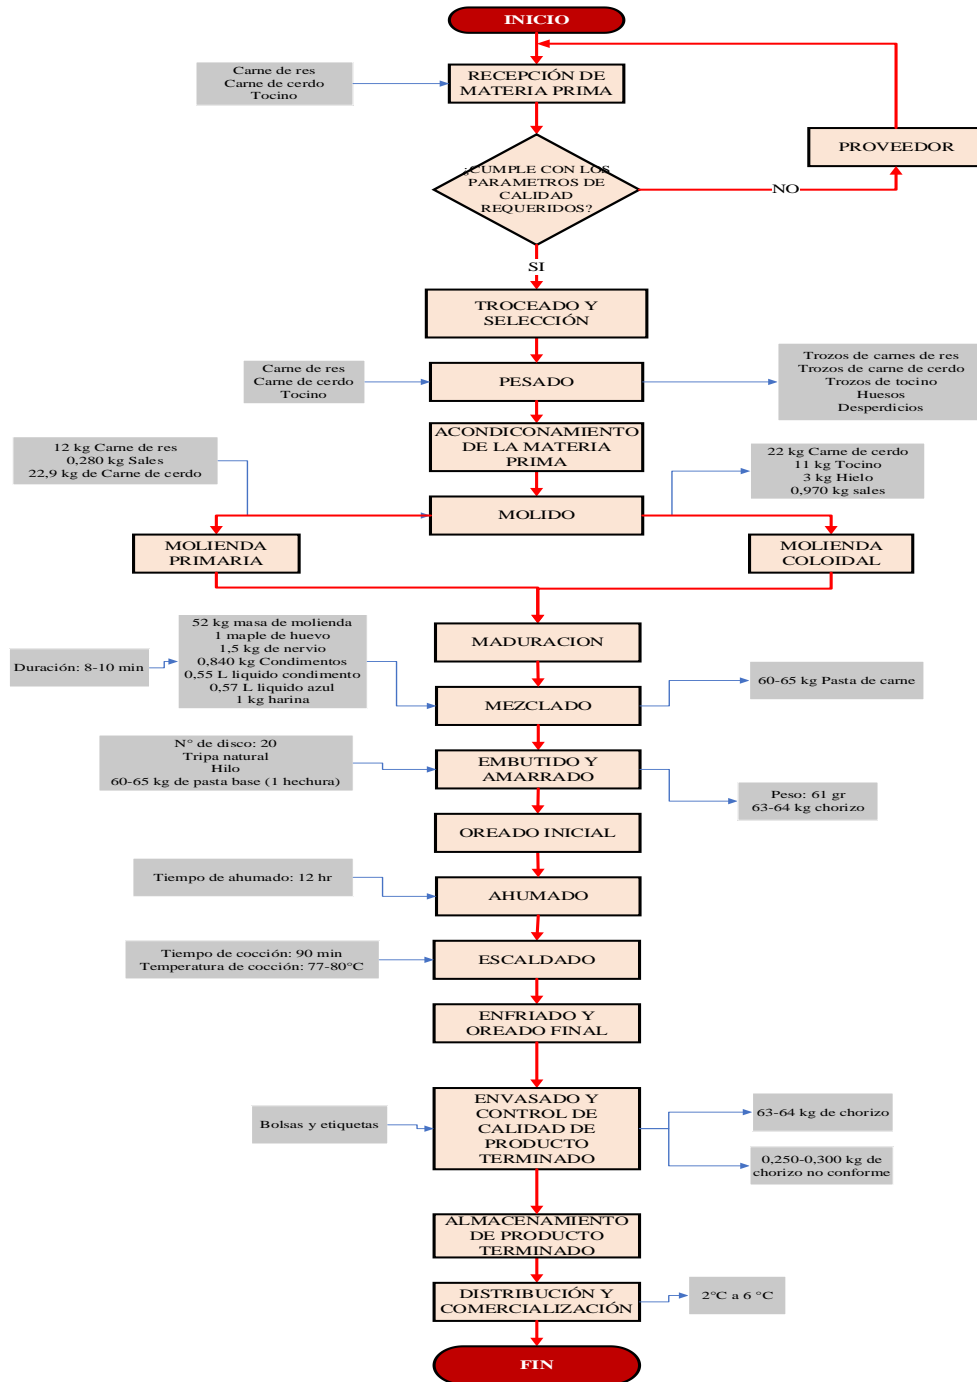 INICIO
Carne de res
Carne de cerdo
Tocino
RECEPCIÓN DE
MATERIA PRIMA
PROVEEDOR
¿CUMPLE CON LOS
PARAMETROS DE
CALIDAD
REQUERIDOS?
NO
SI
TROCEADO Y
SELECCIÓN
Carne de res
Carne de cerdo
Tocino
PESADO
Trozos de carnes de res
Trozos de carne de cerdo
Trozos de tocino
Huesos
Desperdicios
ACONDICIONAMIENTO
DE LA MATERIA
PRIMA
12 kg Carne de res
0,280 kg Sales
22,9 kg de Carne de cerdo
MOLIDO
22 kg Carne de cerdo
11 kg Tocino
3 kg Hielo
0,970 kg sales
MOLIENDA
PRIMARIA
MOLIENDA
COLOIDAL
MADURACION
Duración: 8-10 min
52 kg masa de molienda
1 maple de huevo
1,5 kg de nervio
0,840 kg Condimentos
0,55 L liquido condimento
0,57 L liquido azul
1 kg harina
MEZCLADO
60-65 kg Pasta de carne
N° de disco: 20
Tripa natural
Hilo
60-65 kg de pasta base (1 hechura)
EMBUTIDO Y
AMARRADO
Peso: 61 gr
63-64 kg chorizo
OREADO INICIAL
Tiempo de ahumado: 12 hr
AHUMADO
Tiempo de cocción: 90 min
Temperatura de cocción: 77-80°C
ESCALDADO
ENFRIADO Y
OREADO FINAL
Bolsas y etiquetas
ENVASADO Y
CONTROL DE
CALIDAD DE
PRODUCTO
TERMINADO
63-64 kg de chorizo
0,250-0,300 kg de
chorizo no conforme
ALMACENAMIENTO
DE PRODUCTO
TERMINADO
DISTRIBUCIÓN Y
COMERCIALIZACIÓN
2°C a 6 °C
FIN